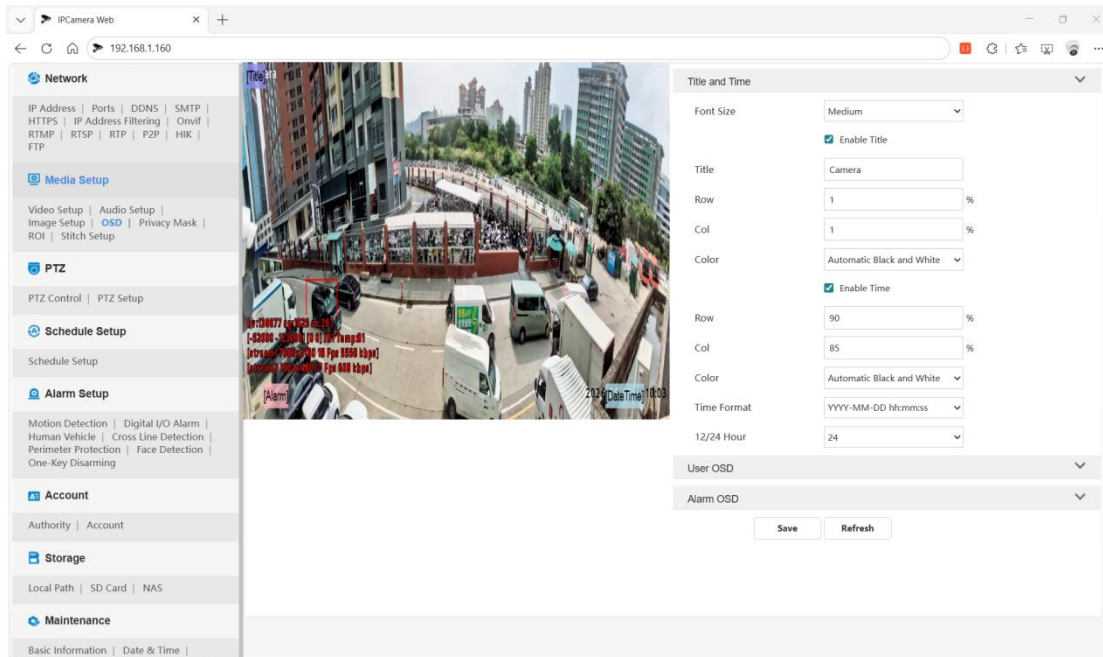 IPCamera Web
192.168.1.160
Network
IP Address | Ports | DDNS | SMTP |
HTTPS | IP Address Filtering | Onvif |
RTMP | RTSP | RTP | P2P | HIK |
FTP
Media Setup
Video Setup | Audio Setup |
Image Setup | OSD | Privacy Mask |
ROI | Stitch Setup
PTZ
PTZ Control | PTZ Setup
Schedule Setup
Schedule Setup
Alarm Setup
Motion Detection | Digital I/O Alarm |
Human Vehicle | Cross Line Detection |
Perimeter Protection | Face Detection |
One-Key Disarming
Account
Authority | Account
Storage
Local Path | SD Card | NAS
Maintenance
Basic Information | Date & Time |
[Title]
[Alarm]
[DateTime] 10:03
Title and Time
Font Size Medium
Enable Title
Title Camera
Row 1 %
Col 1 %
Color Automatic Black and White
Enable Time
Row 90 %
Col 85 %
Color Automatic Black and White
Time Format YYYY-MM-DD hh:mm:ss
12/24 Hour 24
User OSD
Alarm OSD
Save Refresh